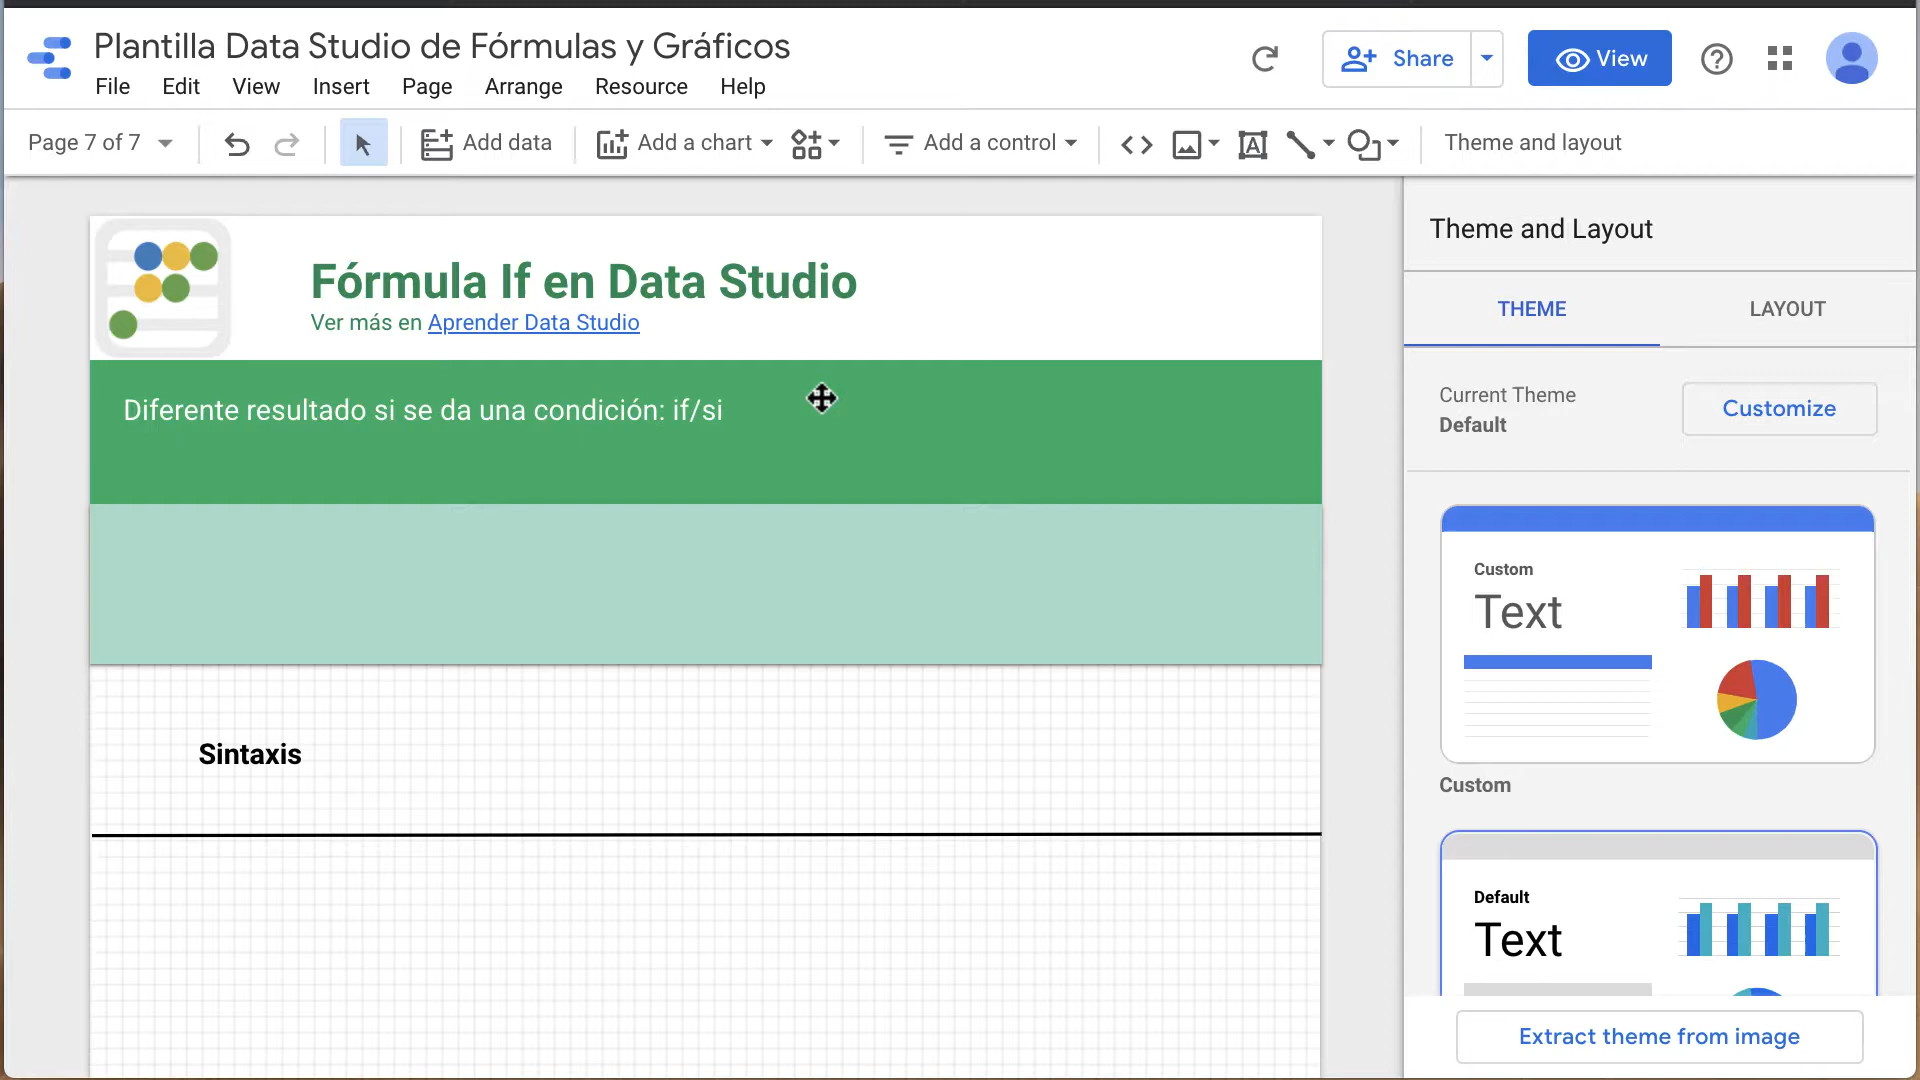 Plantilla Data Studio de Fórmulas y Gráficos
File Edit View Insert Page Arrange Resource Help
Share
View
Page 7 of 7
Add data
Add a chart
Add a control
Theme and layout
Fórmula If en Data Studio
Ver más en Aprender Data Studio
Diferente resultado si se da una condición: if/si
Sintaxis
Theme and Layout
THEME
LAYOUT
Current Theme
Default
Customize
Custom
Text
Custom
Default
Text
Extract theme from image